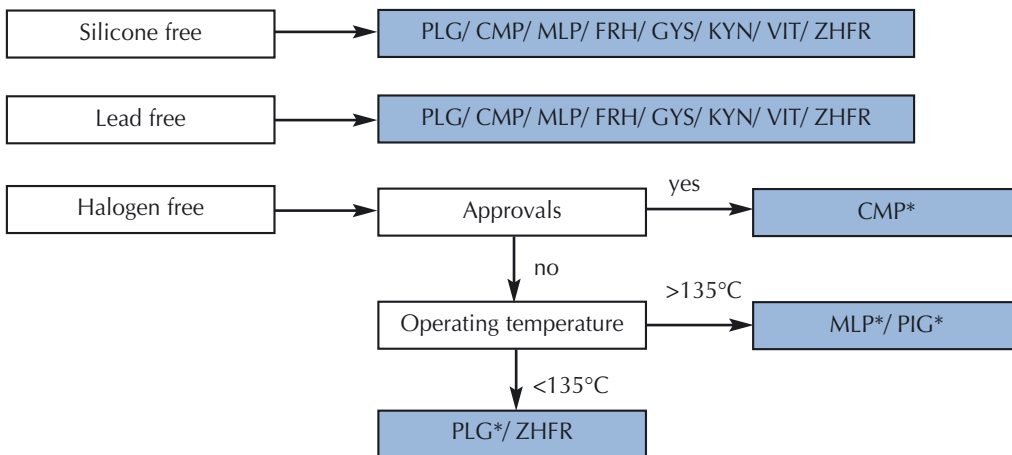 Silicone free
PLG/ CMP/ MLP/ FRH/ GYS/ KYN/ VIT/ ZHFR
Lead free
PLG/ CMP/ MLP/ FRH/ GYS/ KYN/ VIT/ ZHFR
Halogen free
Approvals
yes
CMP*
no
Operating temperature
>135°C
MLP*/ PIG*
<135°C
PLG*/ ZHFR